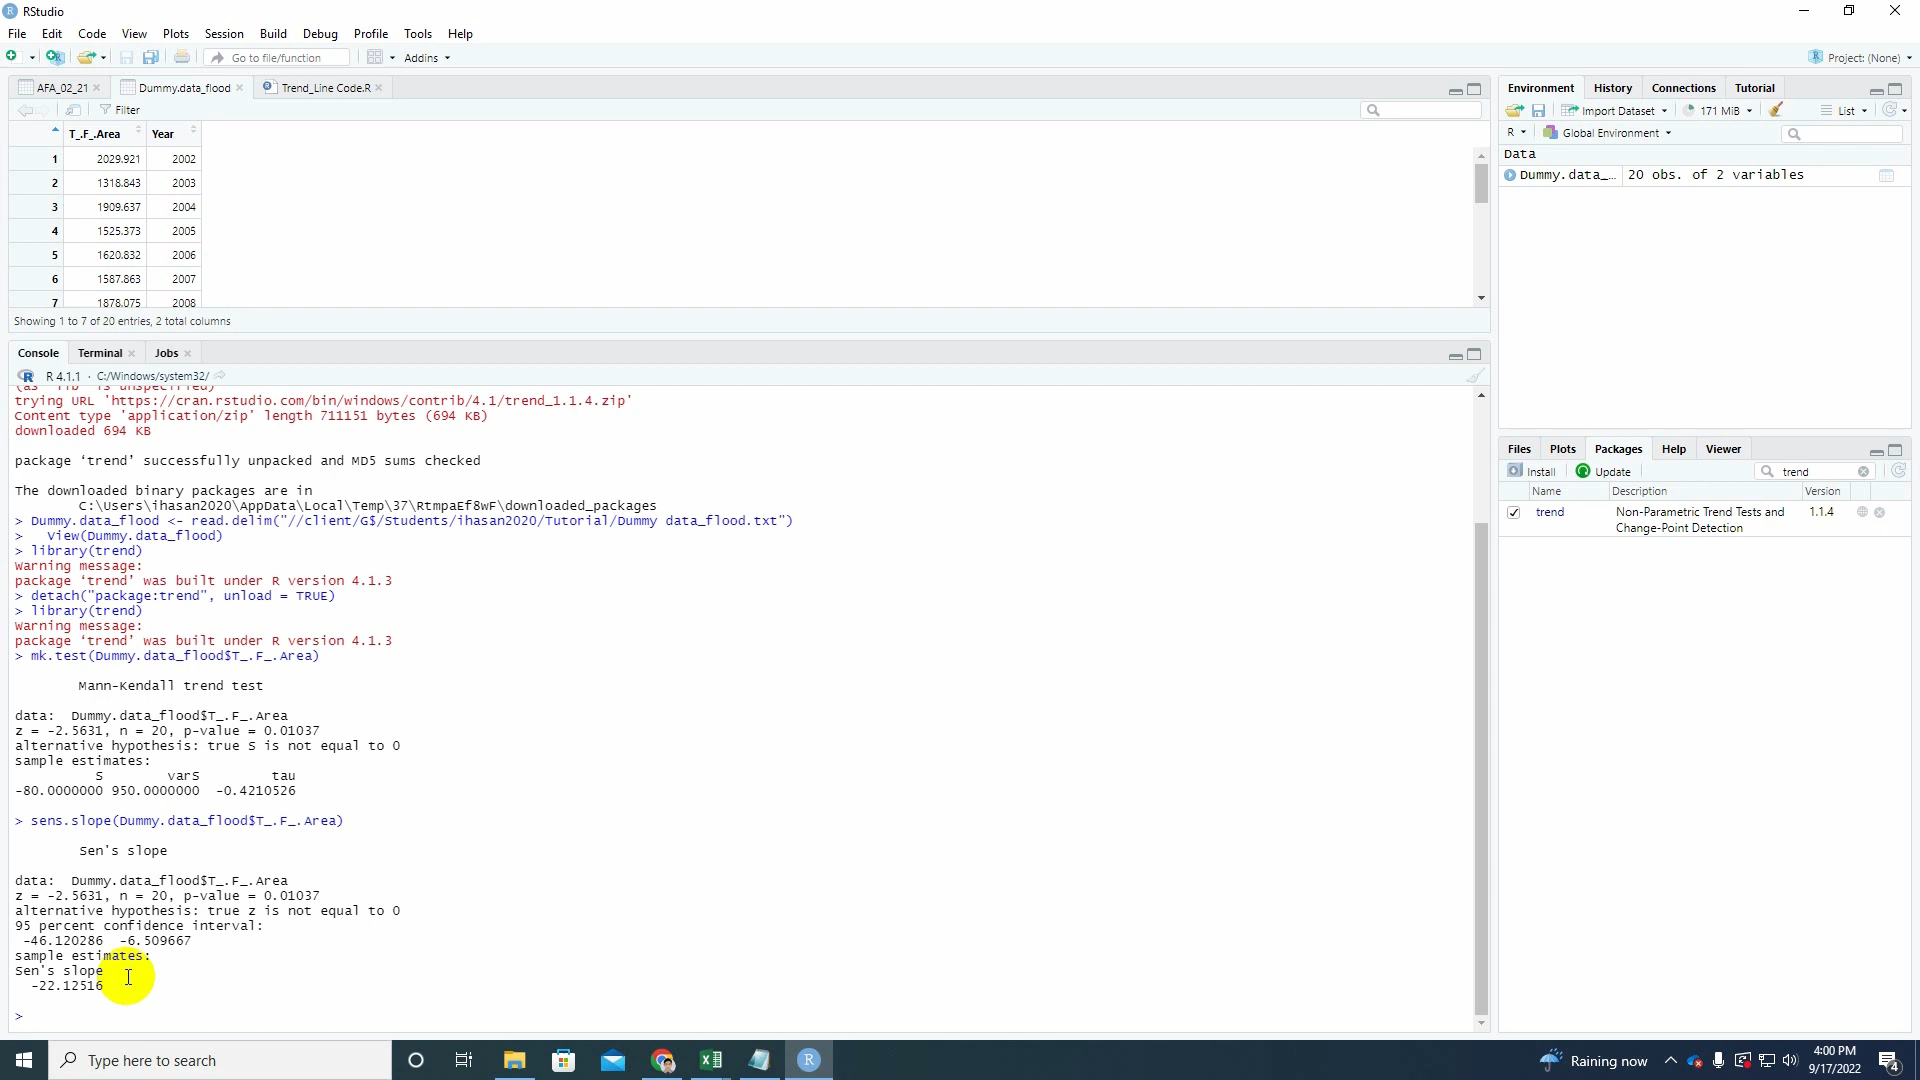 RStudio
File Edit Code View Plots Session Build Debug Profile Tools Help
Go to file/function Addins Project: (None)
AFA_02_21 Dummy.data_flood Trend_Line Code.R
Filter
T_.F_.Area Year
1 2029.921 2002
2 1318.843 2003
3 1909.637 2004
4 1525.373 2005
5 1620.832 2006
6 1587.863 2007
7 1878.075 2008
Showing 1 to 7 of 20 entries, 2 total columns
Console Terminal Jobs
R 4.1.1 · C:/Windows/system32/
(as ‘lib’ is unspecified)
trying URL 'https://cran.rstudio.com/bin/windows/contrib/4.1/trend_1.1.4.zip'
Content type 'application/zip' length 711151 bytes (694 KB)
downloaded 694 KB
package ‘trend’ successfully unpacked and MD5 sums checked
The downloaded binary packages are in
C:\Users\ihasan2020\AppData\Local\Temp\37\RtmpaEf8wF\downloaded_packages
> Dummy.data_flood <- read.delim("//client/G$/Students/ihasan2020/Tutorial/Dummy data_flood.txt")
> View(Dummy.data_flood)
> library(trend)
Warning message:
package ‘trend’ was built under R version 4.1.3
> detach("package:trend", unload = TRUE)
> library(trend)
Warning message:
package ‘trend’ was built under R version 4.1.3
> mk.test(Dummy.data_flood$T_.F_.Area)
Mann-Kendall trend test
data: Dummy.data_flood$T_.F_.Area
z = -2.5631, n = 20, p-value = 0.01037
alternative hypothesis: true S is not equal to 0
sample estimates:
S varS tau
-80.0000000 950.0000000 -0.4210526
> sens.slope(Dummy.data_flood$T_.F_.Area)
Sen's slope
data: Dummy.data_flood$T_.F_.Area
z = -2.5631, n = 20, p-value = 0.01037
alternative hypothesis: true z is not equal to 0
95 percent confidence interval:
-46.120286 -6.509667
sample estimates:
Sen's slope
-22.12516
>
Environment History Connections Tutorial
Import Dataset 171 MiB List
R Global Environment
Data
Dummy.data_… 20 obs. of 2 variables
Files Plots Packages Help Viewer
Install Update trend
Name Description Version
trend Non-Parametric Trend Tests and 1.1.4
Change-Point Detection
Type here to search
Raining now
4:00 PM
9/17/2022
4